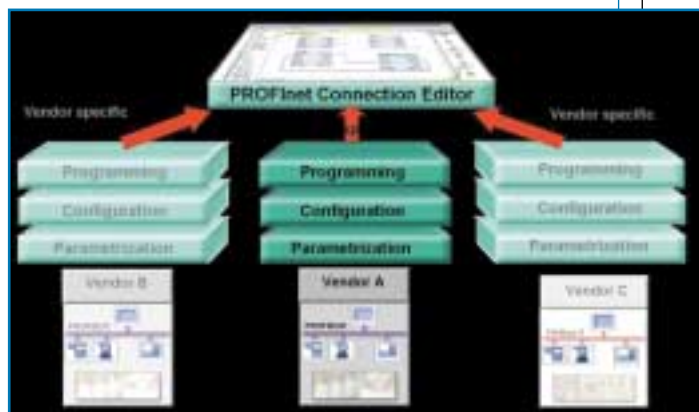 PROFInet Connection Editor
Vendor specific
Vendor specific
Programming
Programming
Programming
Configuration
Configuration
Configuration
Parametrization
Parametrization
Parametrization
Vendor B
Vendor A
Vendor C